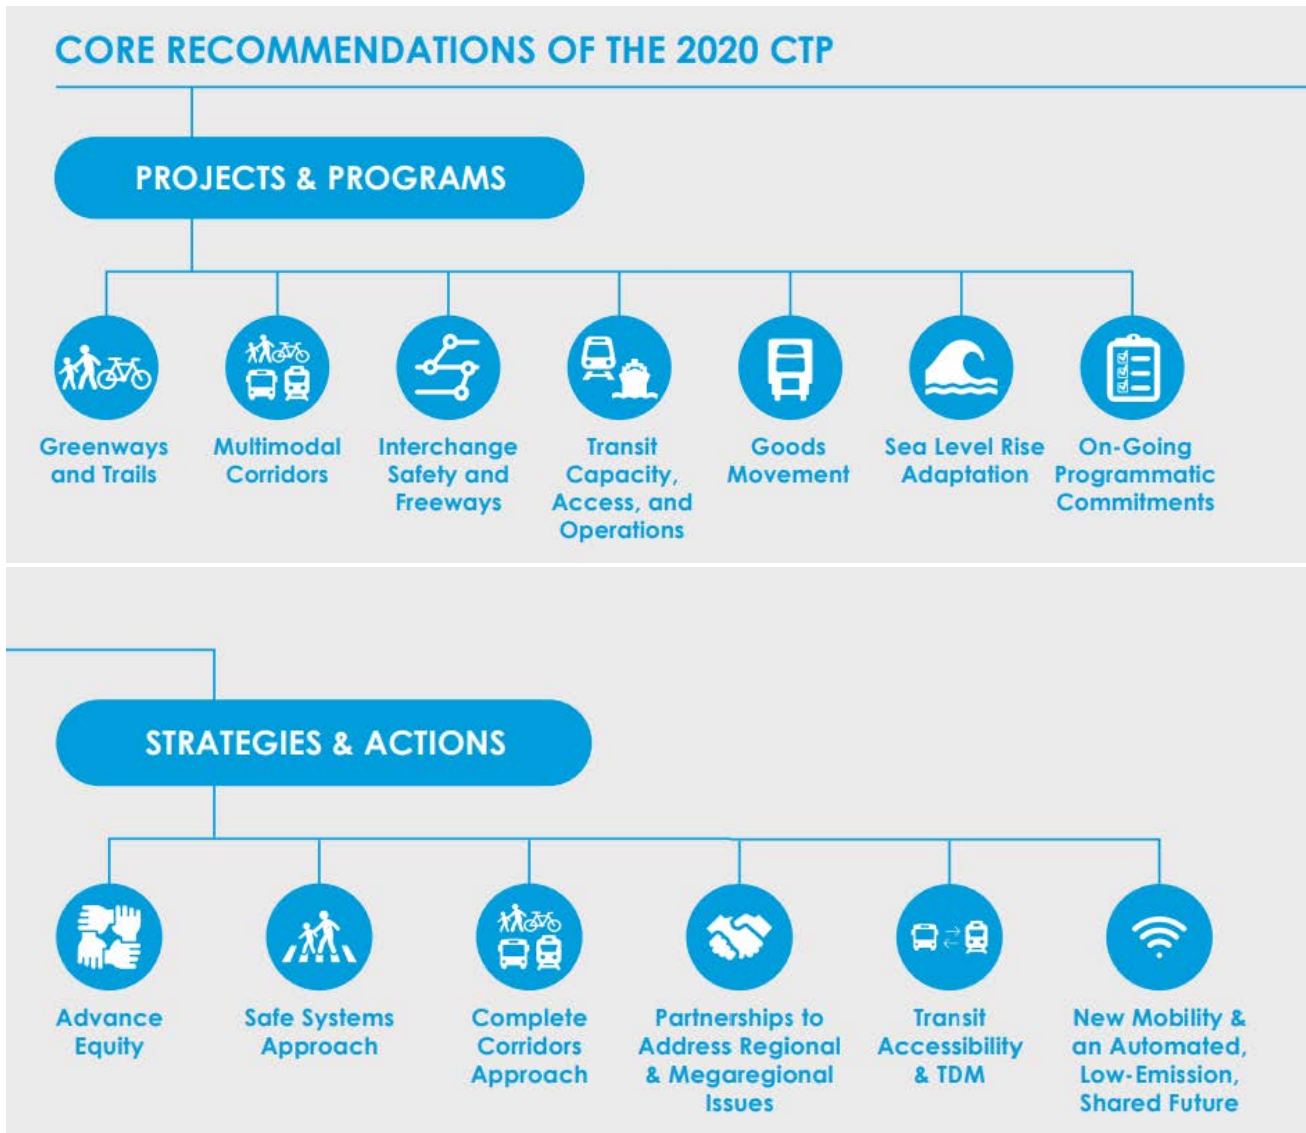 CORE RECOMMENDATIONS OF THE 2020 CTP
PROJECTS & PROGRAMS
Greenways
and Trails
Multimodal
Corridors
Interchange
Safety and
Freeways
Transit
Capacity,
Access, and
Operations
Goods
Movement
Sea Level Rise
Adaptation
On-Going
Programmatic
Commitments
STRATEGIES & ACTIONS
Advance
Equity
Safe Systems
Approach
Complete
Corridors
Approach
Partnerships to
Address Regional
& Megaregional
Issues
Transit
Accessibility
& TDM
New Mobility &
an Automated,
Low-Emission,
Shared Future